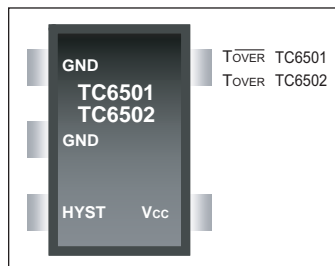 GND
TOVER TC6501
TOVER TC6502
TC6501
TC6502
GND
HYST Vcc